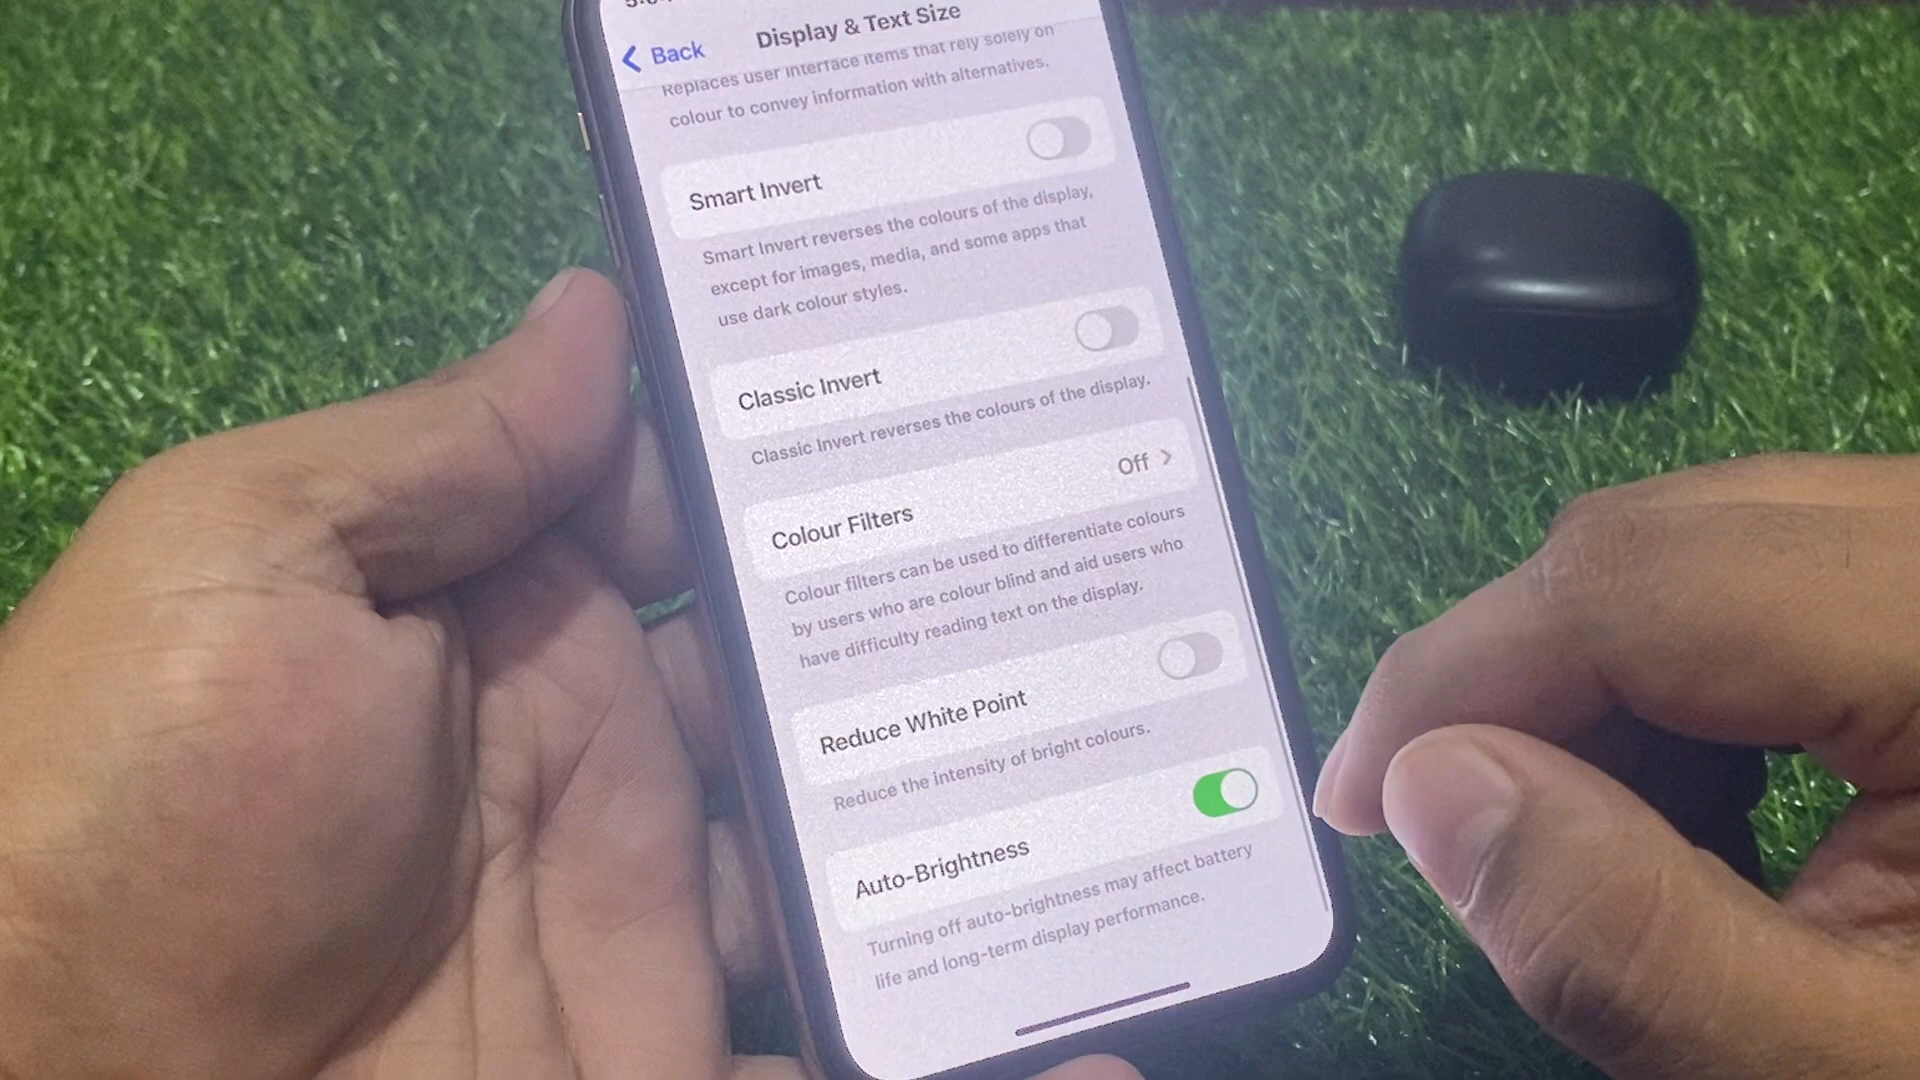 Display & Text Size
Back
Replaces user interface items that rely solely on
colour to convey information with alternatives.
Smart Invert
Smart Invert reverses the colours of the display,
except for images, media, and some apps that
use dark colour styles.
Classic Invert
Classic Invert reverses the colours of the display.
Colour Filters
Off
Colour filters can be used to differentiate colours
by users who are colour blind and aid users who
have difficulty reading text on the display.
Reduce White Point
Reduce the intensity of bright colours.
Auto-Brightness
Turning off auto-brightness may affect battery
life and long-term display performance.